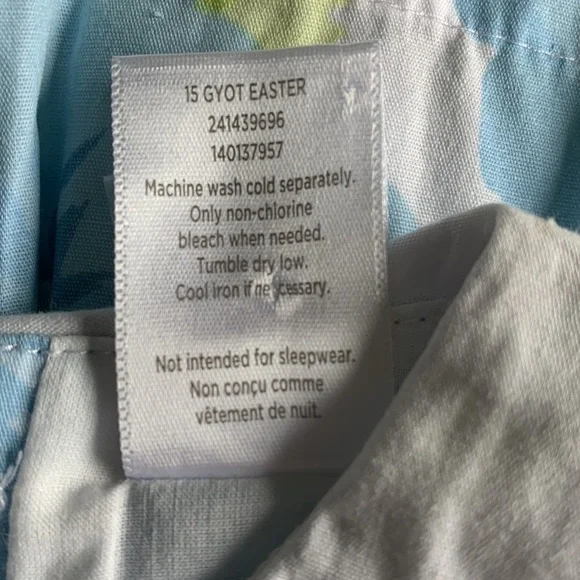 15 GYOT EASTER
241439696
140137957
Machine wash cold separately.
Only non-chlorine
bleach when needed.
Tumble dry low.
Cool iron if necessary.
Not intended for sleepwear.
Non conçu comme
vêtement de nuit.